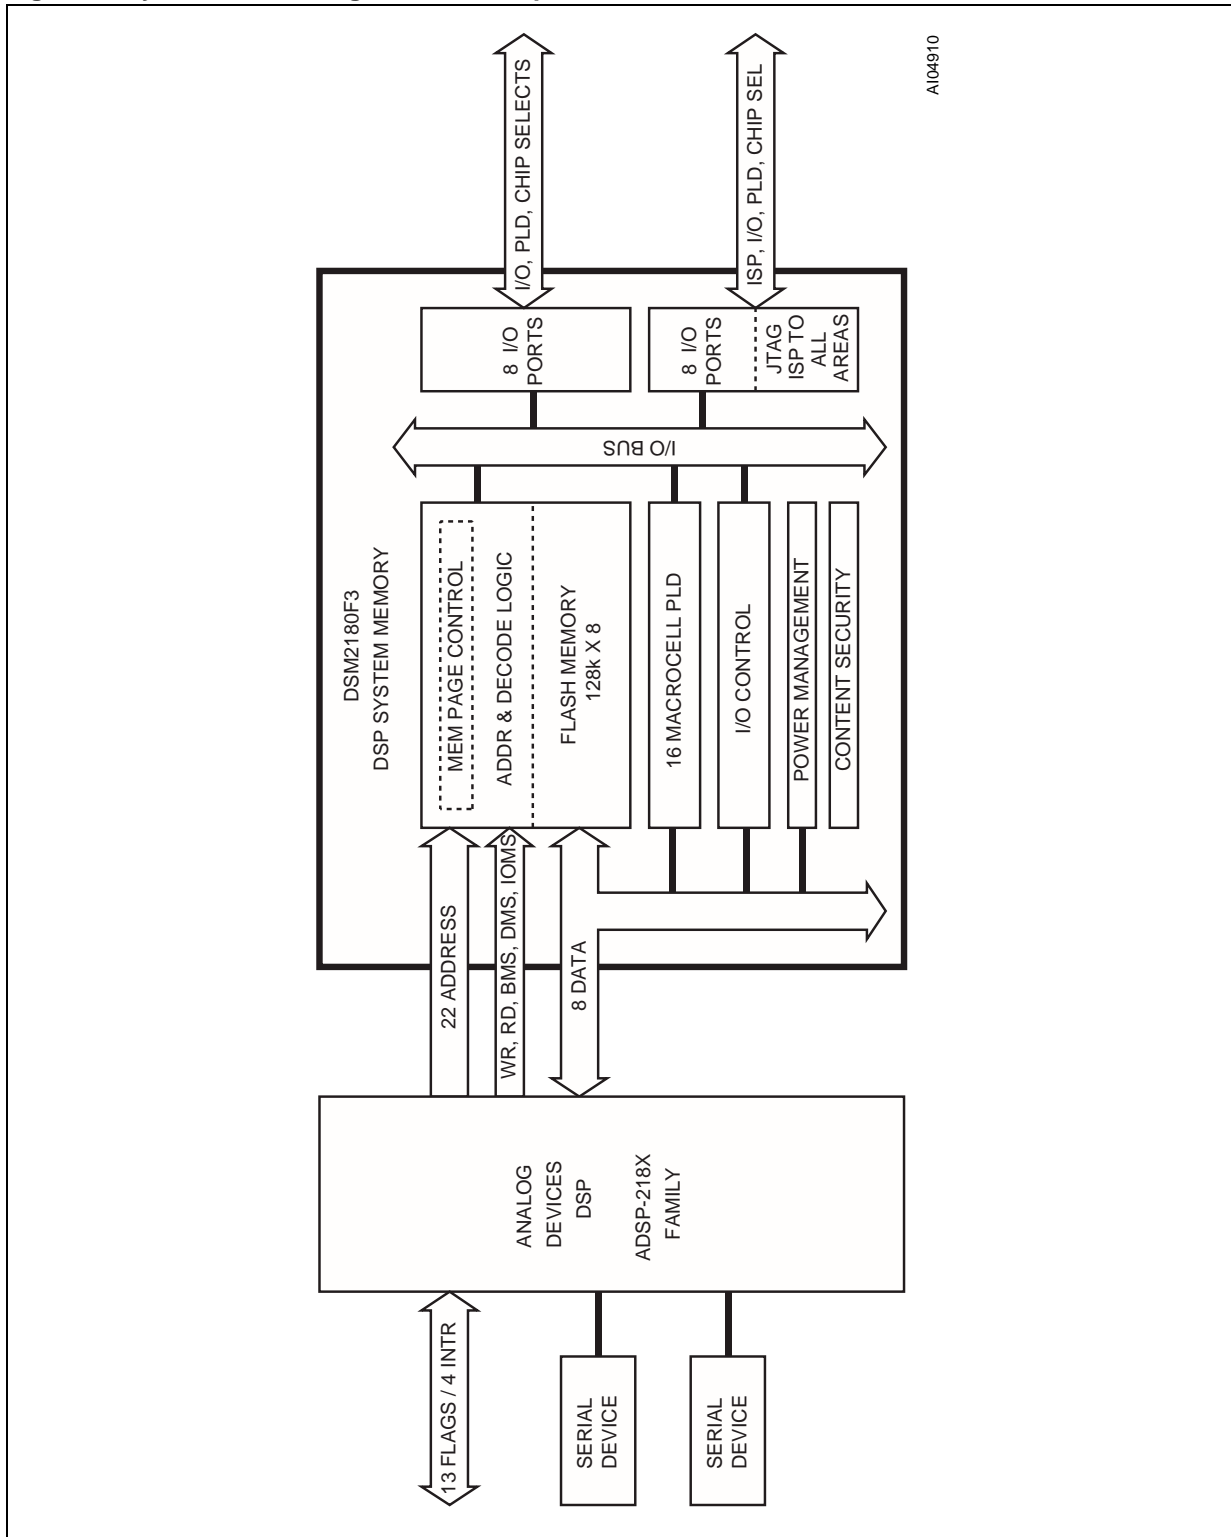 13 FLAGS / 4 INTR
SERIAL
DEVICE
SERIAL
DEVICE
ANALOG
DEVICES
DSP
ADSP-218X
FAMILY
22 ADDRESS
WR, RD, BMS, DMS, IOMS
8 DATA
DSM2180F3
DSP SYSTEM MEMORY
MEM PAGE CONTROL
ADDR & DECODE LOGIC
FLASH MEMORY
128k X 8
16 MACROCELL PLD
I/O CONTROL
POWER MANAGEMENT
CONTENT SECURITY
I/O BUS
8 I/O
PORTS
8 I/O
PORTS
JTAG
ISP TO
ALL
AREAS
I/O, PLD, CHIP SELECTS
ISP, I/O, PLD, CHIP SEL
AI04910